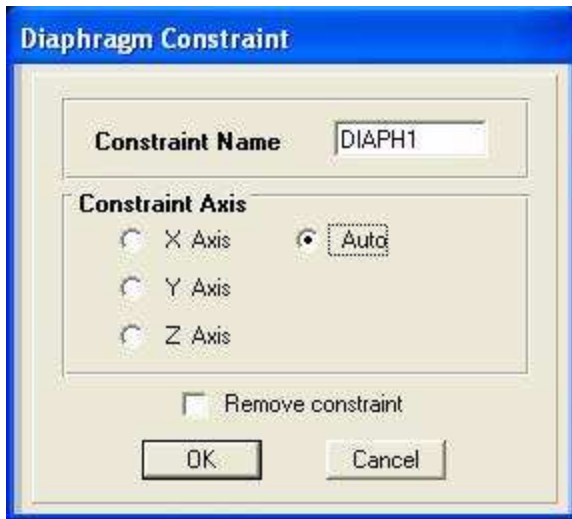 Diaphragm Constraint
Constraint Name DIAPH1
Constraint Axis
X Axis Auto
Y Axis
Z Axis
Remove constraint
OK Cancel